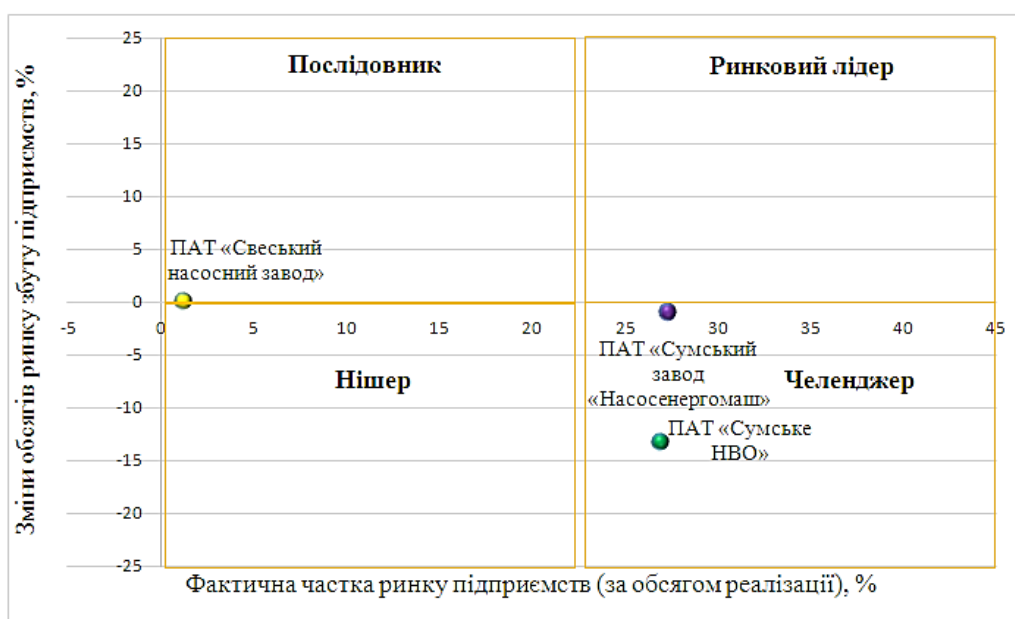 Зміни обсягів ринку збуту підприємств, %
25
20
15
10
5
0
-5
-10
-15
-20
-25
Послідовник
Ринковий лідер
ПАТ «Свеський
насосний завод»
-5 0 5 10 15 20 25 30 35 40 45
ПАТ «Сумський
завод
«Насосенергомаш»
Нішер
Челенджер
ПАТ «Сумське
НВО»
Фактична частка ринку підприємств (за обсягом реалізації), %